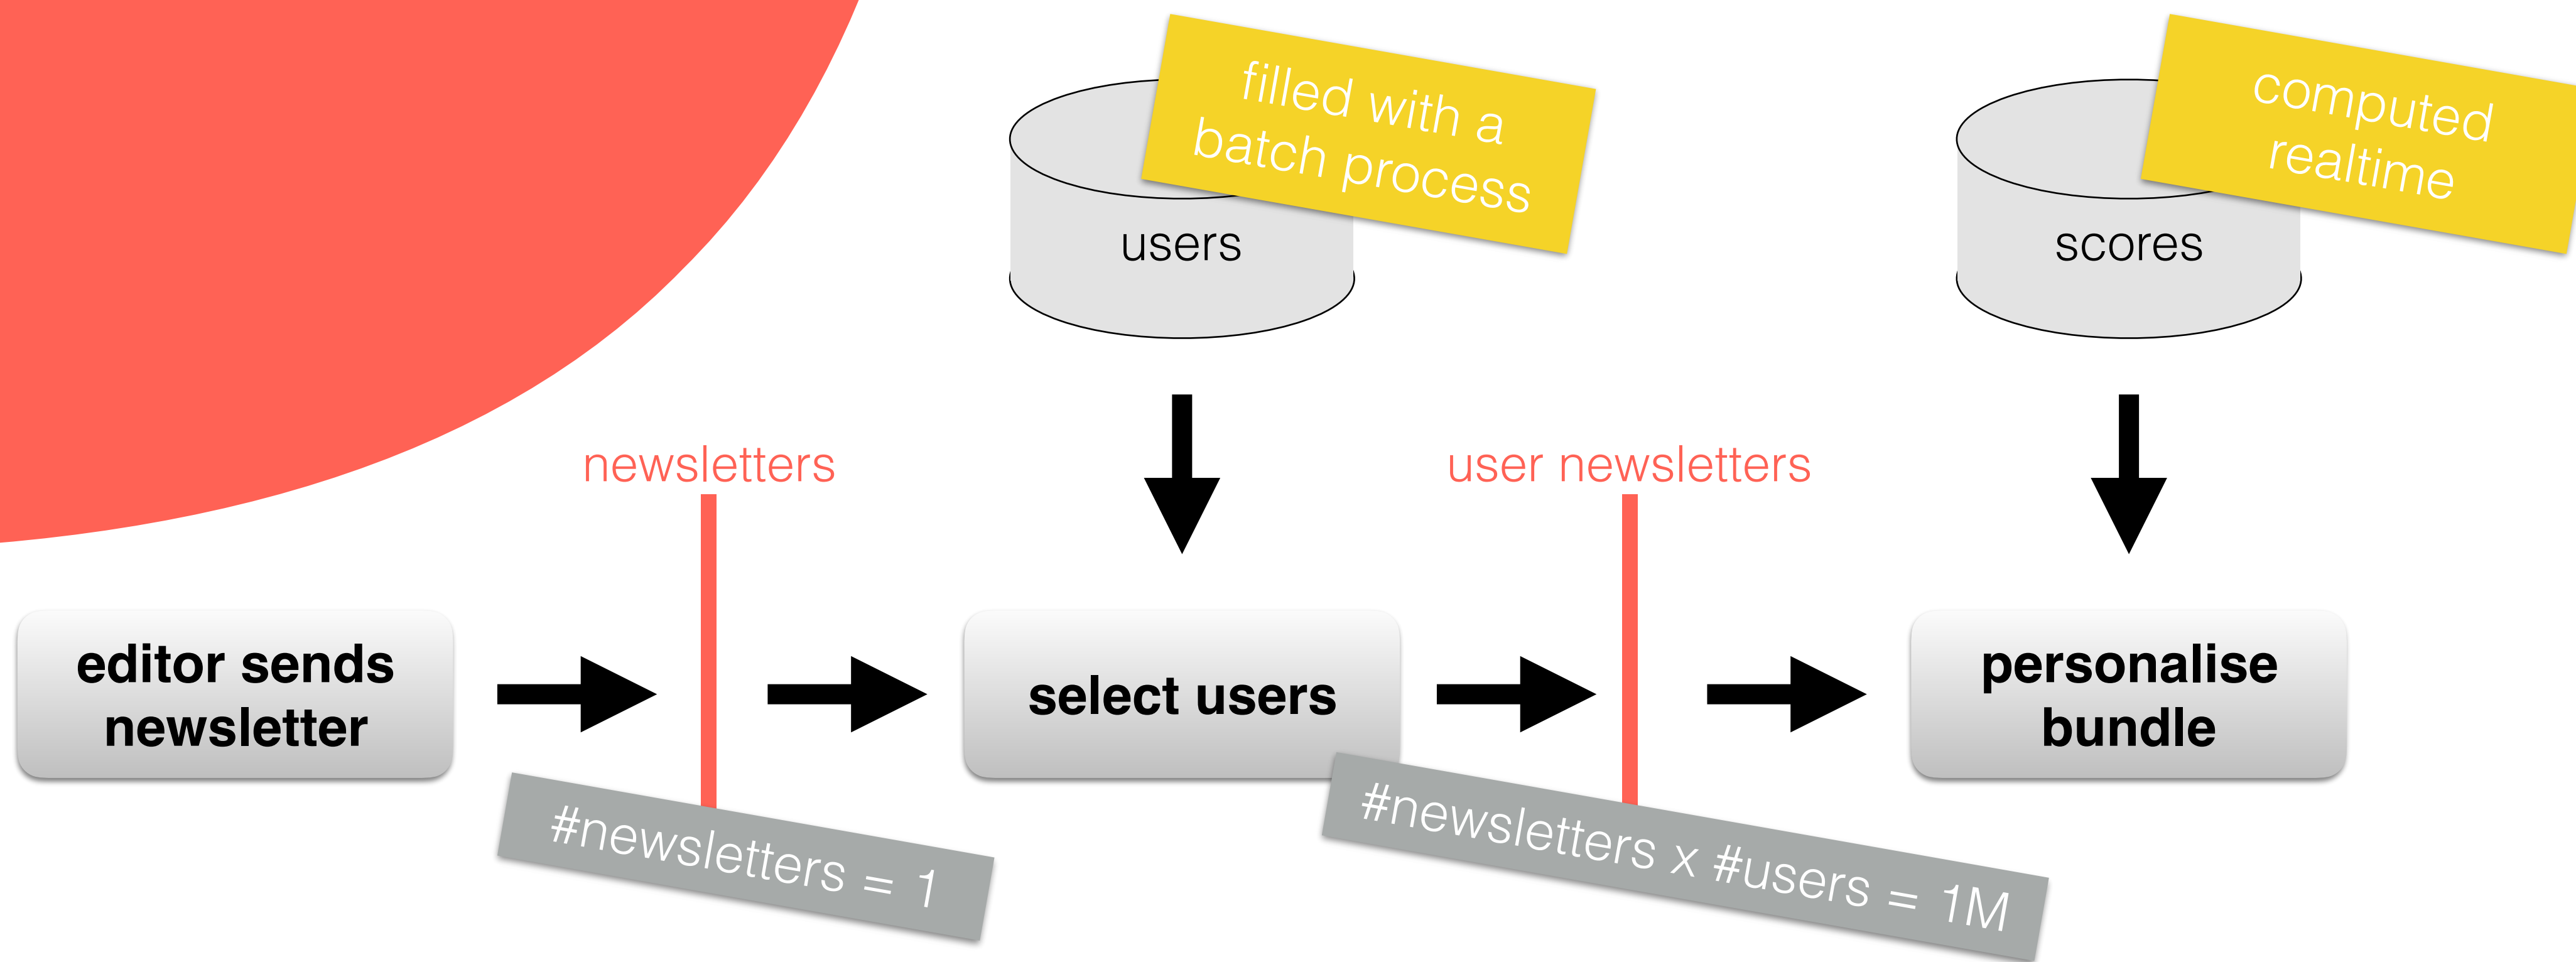 filled with a
batch process
users
computed
realtime
scores
newsletters
user newsletters
editor sends
newsletter
select users
personalise
bundle
#newsletters = 1
#newsletters x #users = 1M